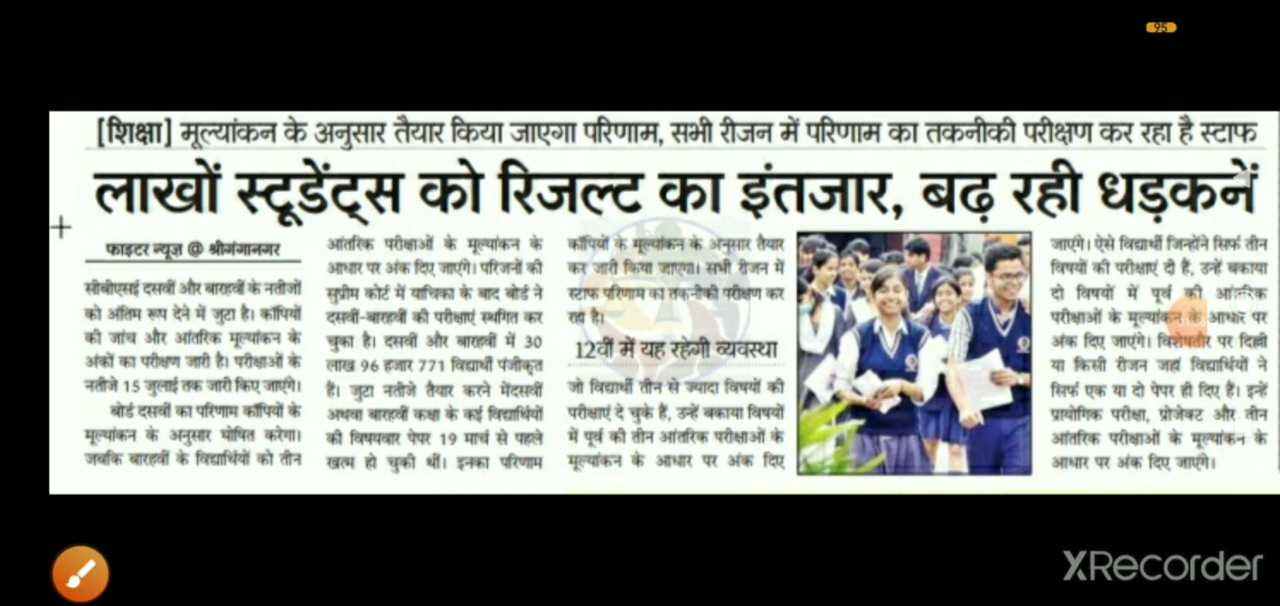 95
[शिक्षा] मूल्यांकन के अनुसार तैयार किया जाएगा परिणाम, सभी रीजन में परिणाम का तकनीकी परीक्षण कर रहा है स्टाफ
लाखों स्टूडेंट्स को रिजल्ट का इंतजार, बढ़ रही धड़कनें
फाइटर न्यूज @ श्रीगंगानगर
सीबीएसई दसवीं और बारहवीं के नतीजों
को अंतिम रूप देने में जुटा है। कॉपियों
की जांच और आंतरिक मूल्यांकन के
अंकों का परीक्षण जारी है। परीक्षाओं के
नतीजे 15 जुलाई तक जारी किए जाएंगे।
बोर्ड दसवीं का परिणाम कॉपियों के
मूल्यांकन के अनुसार घोषित करेगा।
जबकि बारहवीं के विद्यार्थियों को तीन
आंतरिक परीक्षाओं के मूल्यांकन के
आधार पर अंक दिए जाएंगे। परिजनों की
सुप्रीम कोर्ट में याचिका के बाद बोर्ड ने
दसवीं-बारहवीं की परीक्षाएं स्थगित कर
चुका है। दसवीं और बारहवीं में 30
लाख 96 हजार 771 विद्यार्थी पंजीकृत
हैं। जुटा नतीजे तैयार करने मेंदसवीं
अथवा बारहवीं कक्षा के कई विद्यार्थियों
की विषयवार पेपर 19 मार्च से पहले
खत्म हो चुकी थीं। इनका परिणाम
कॉपियों के मूल्यांकन के अनुसार तैयार
कर जारी किया जाएगा। सभी रीजन में
स्टाफ परिणाम का तकनीकी परीक्षण कर
रहा है।
12वीं में यह रहेगी व्यवस्था
जो विद्यार्थी तीन से ज्यादा विषयों की
परीक्षाएं दे चुके हैं, उन्हें बकाया विषयों
में पूर्व की तीन आंतरिक परीक्षाओं के
मूल्यांकन के आधार पर अंक दिए
जाएंगे। ऐसे विद्यार्थी जिन्होंने सिर्फ तीन
विषयों की परीक्षाएं दी हैं, उन्हें बकाया
दो विषयों में पूर्व की आंतरिक
परीक्षाओं के मूल्यांकन के आधार पर
अंक दिए जाएंगे। विशेषतौर पर दिल्ली
या किसी रीजन जहां विद्यार्थियों ने
सिर्फ एक या दो पेपर ही दिए हैं। इन्हें
प्रायोगिक परीक्षा, प्रोजेक्ट और तीन
आंतरिक परीक्षाओं के मूल्यांकन के
आधार पर अंक दिए जाएंगे।
XRecorder